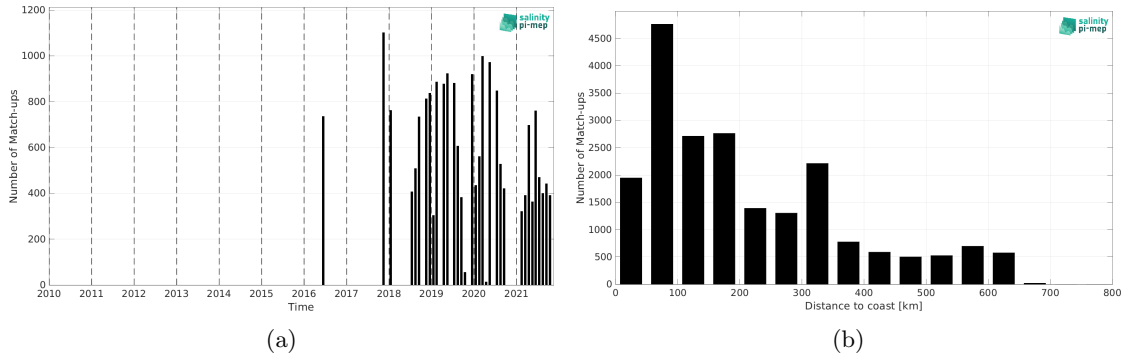 1200
1000
800
600
400
200
0
Number of Match-ups
2010 2011 2012 2013 2014 2015 2016 2017 2018 2019 2020 2021
Time
salinity
pi-mep
(a)
4500
4000
3500
3000
2500
2000
1500
1000
500
0
Number of Match-ups
0 100 200 300 400 500 600 700 800
Distance to coast [km]
salinity
pi-mep
(b)